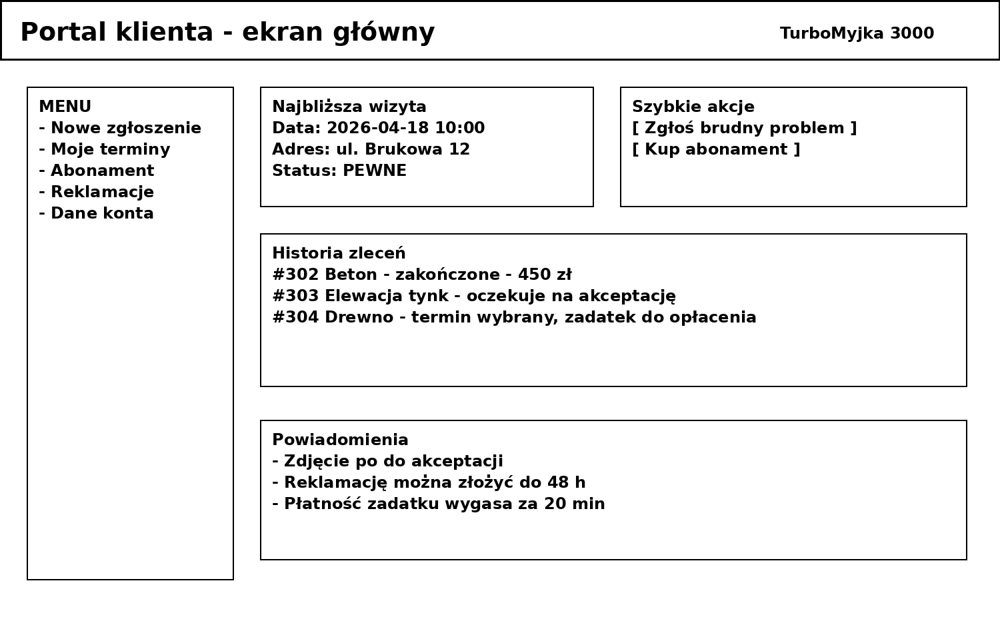 Portal klienta - ekran główny
TurboMyjka 3000
MENU
- Nowe zgłoszenie
- Moje terminy
- Abonament
- Reklamacje
- Dane konta
Najbliższa wizyta
Data: 2026-04-18 10:00
Adres: ul. Brukowa 12
Status: PEWNE
Szybkie akcje
[ Zgłoś brudny problem ]
[ Kup abonament ]
Historia zleceń
#302 Beton - zakończone - 450 zł
#303 Elewacja tynk - oczekuje na akceptację
#304 Drewno - termin wybrany, zadatek do opłacenia
Powiadomienia
- Zdjęcie po do akceptacji
- Reklamację można złożyć do 48 h
- Płatność zadatku wygasa za 20 min